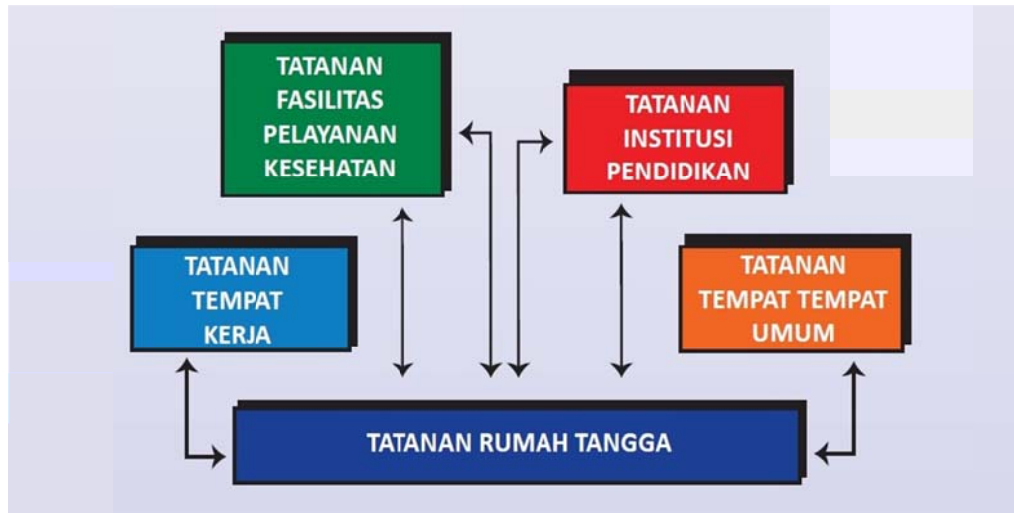 TATANAN
FASILITAS
PELAYANAN
KESEHATAN
TATANAN
INSTITUSI
PENDIDIKAN
TATANAN
TEMPAT
KERJA
TATANAN
TEMPAT TEMPAT
UMUM
TATANAN RUMAH TANGGA